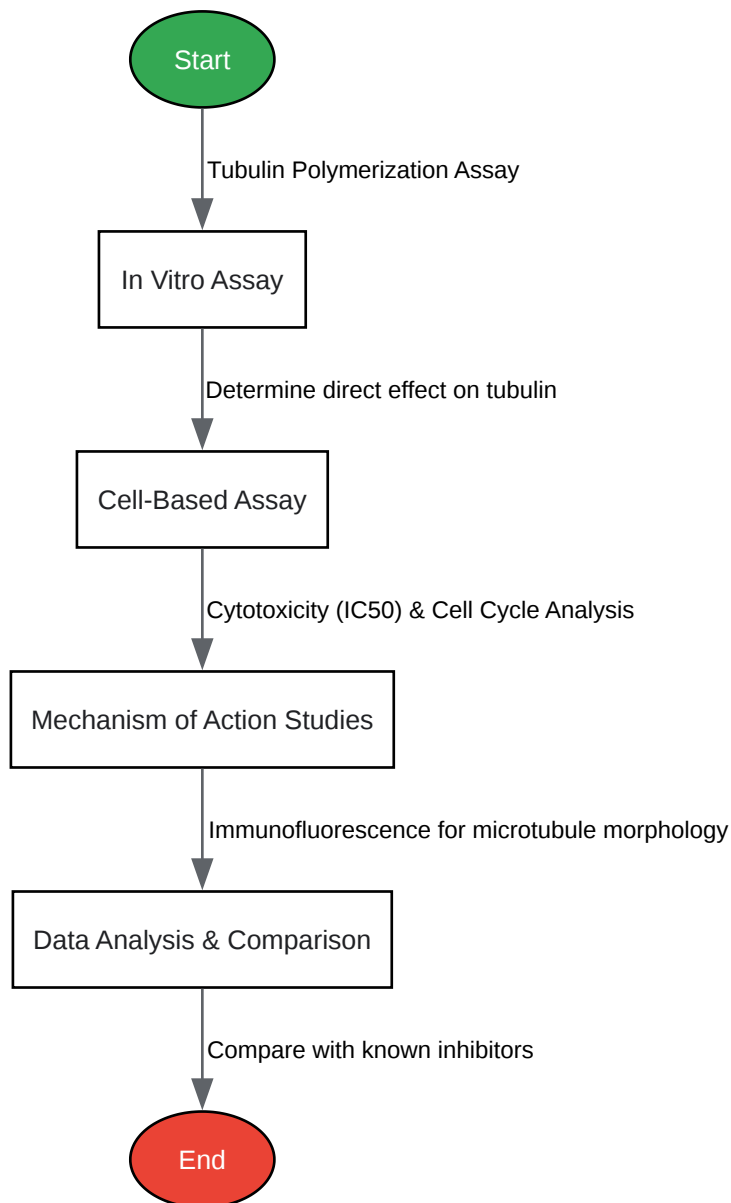 Start
Tubulin Polymerization Assay
In Vitro Assay
Determine direct effect on tubulin
Cell-Based Assay
Cytotoxicity (IC50) & Cell Cycle Analysis
Mechanism of Action Studies
Immunofluorescence for microtubule morphology
Data Analysis & Comparison
Compare with known inhibitors
End